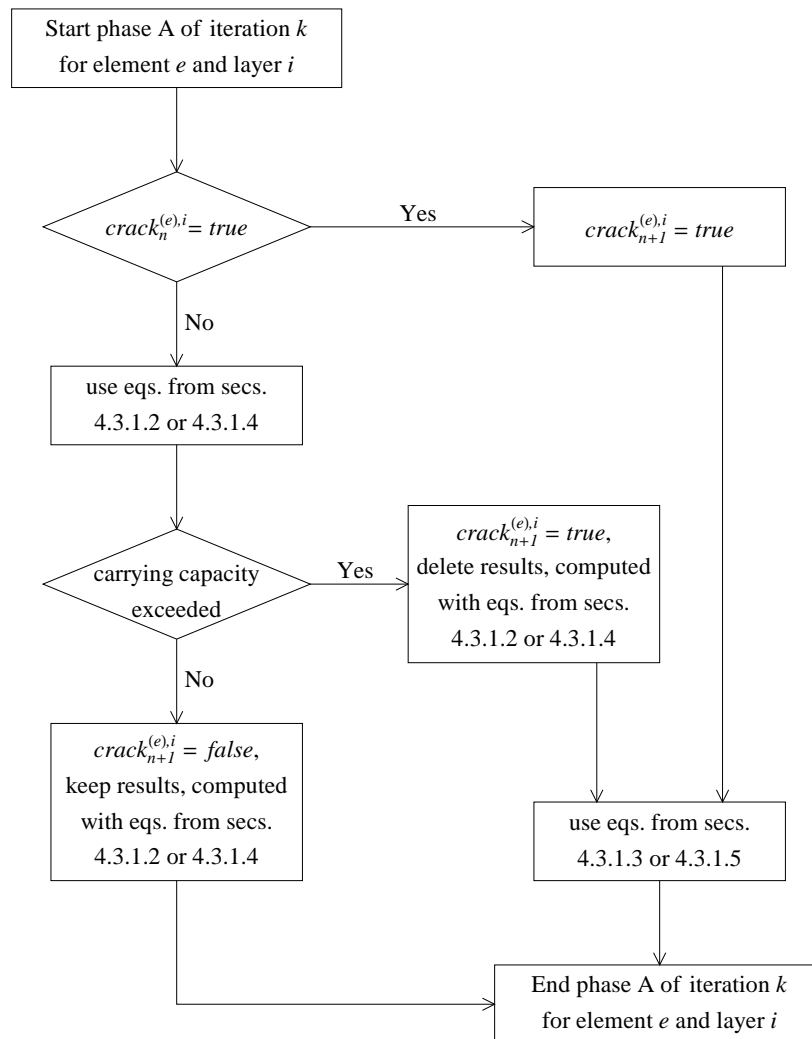 Start phase A of iteration k
for element e and layer i
crack_n^{(e),i} = true
Yes
crack_{n+1}^{(e),i} = true
No
use eqs. from secs.
4.3.1.2 or 4.3.1.4
carrying capacity
exceeded
Yes
crack_{n+1}^{(e),i} = true,
delete results, computed
with eqs. from secs.
4.3.1.2 or 4.3.1.4
No
crack_{n+1}^{(e),i} = false,
keep results, computed
with eqs. from secs.
4.3.1.2 or 4.3.1.4
use eqs. from secs.
4.3.1.3 or 4.3.1.5
End phase A of iteration k
for element e and layer i